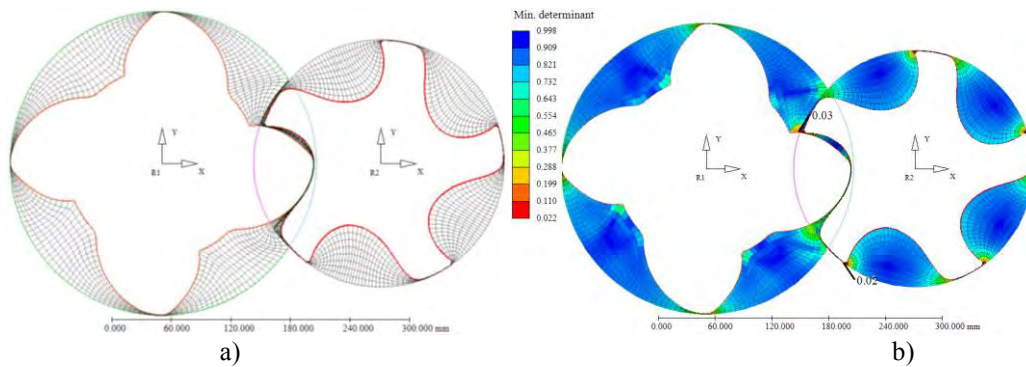 Y
R1
X
Y
R2
X
0.000
60.000
120.000
180.000
240.000
300.000 mm
a)
Min. determinant
0.998
0.909
0.821
0.732
0.643
0.554
0.465
0.377
0.288
0.199
0.110
0.022
0.03
Y
R1
X
Y
R2
X
0.02
0.000
60.000
120.000
180.000
240.000
300.000 mm
b)